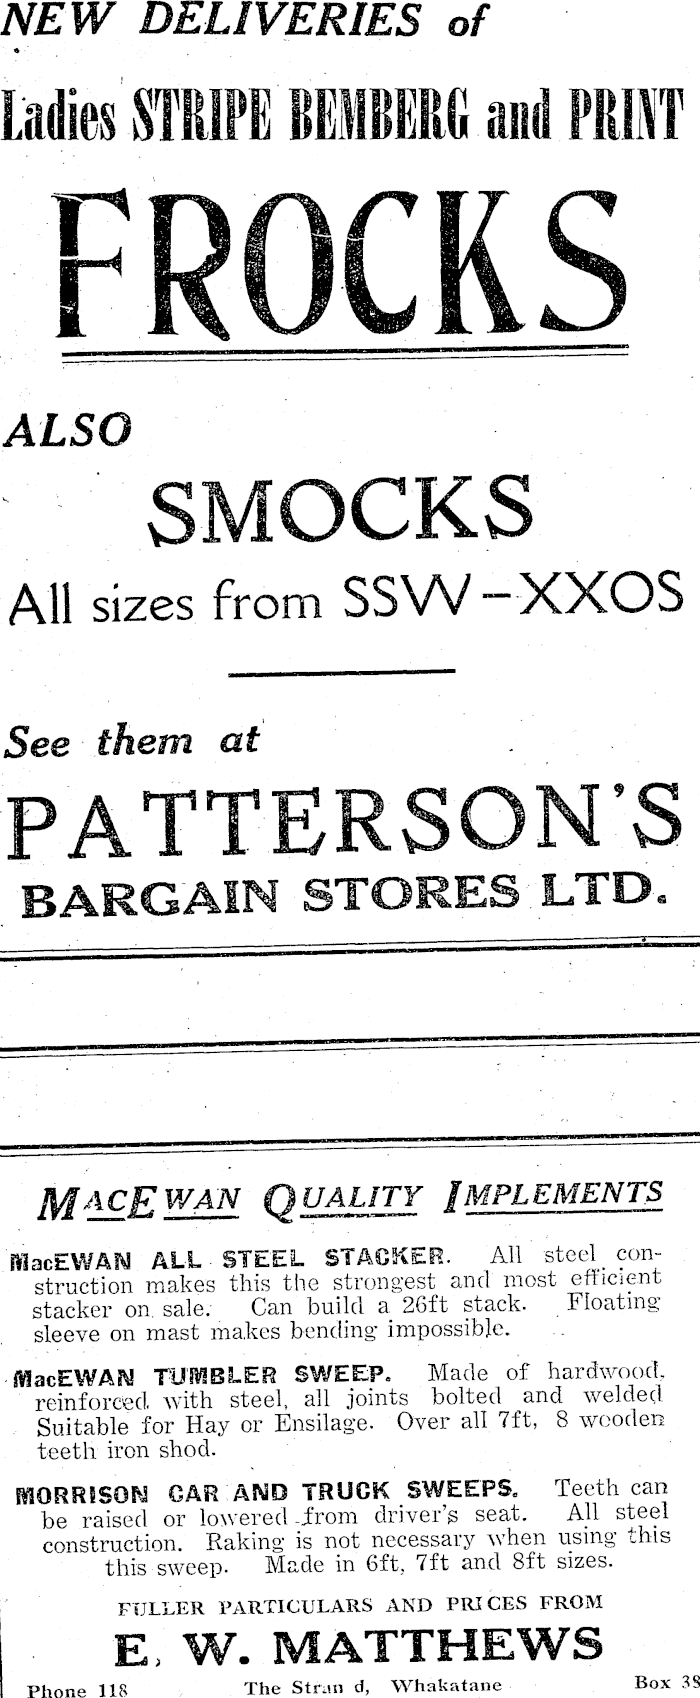 NEW DELIVERIES of
Ladies STRIPE BEMBERG and PRINT
FROCKS
ALSO
SMOCKS
All sizes from SSW-XXOS
See them at
PATTERSON'S
BARGAIN STORES LTD.
MACEWAN QUALITY IMPLEMENTS
MacEWAN ALL STEEL STACKER. All steel con-
struction makes this the strongest and most efficient
stacker on sale. Can build a 26ft stack. Floating
sleeve on mast makes bending impossible.
MacEWAN TUMBLER SWEEP. Made of hardwood,
reinforced with steel, all joints bolted and welded
Suitable for Hay or Ensilage. Over all 7ft, 8 wooden
teeth iron shod.
MORRISON CAR AND TRUCK SWEEPS. Teeth can
be raised or lowered from driver's seat. All steel
construction. Raking is not necessary when using this
this sweep. Made in 6ft, 7ft and 8ft sizes.
FULLER PARTICULARS AND PRICES FROM
E. W. MATTHEWS
Phone 118 The Strand, Whakatane Box 38